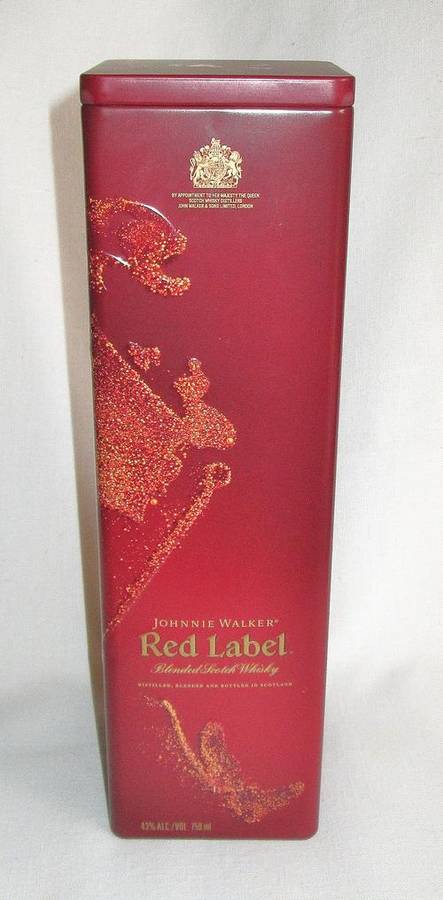 BY APPOINTMENT TO HER MAJESTY THE QUEEN
SCOTCH WHISKY DISTILLERS
JOHN WALKER & SONS LIMITED, LONDON
JOHNNIE WALKER®
Red Label
Blended Scotch Whisky
DISTILLED, BLENDED AND BOTTLED IN SCOTLAND
43% ALC./VOL 750 ml